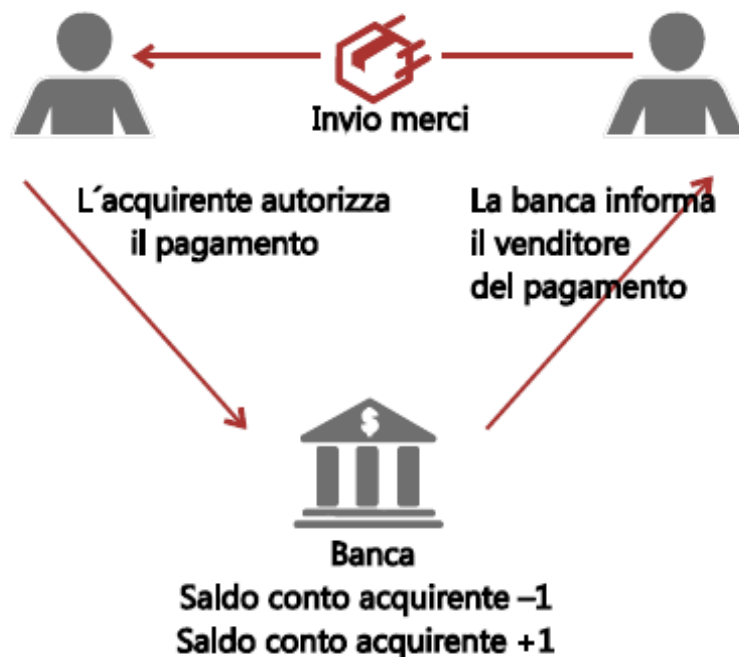 Invio merci
L´acquirente autorizza
il pagamento
La banca informa
il venditore
del pagamento
$
Banca
Saldo conto acquirente –1
Saldo conto acquirente +1